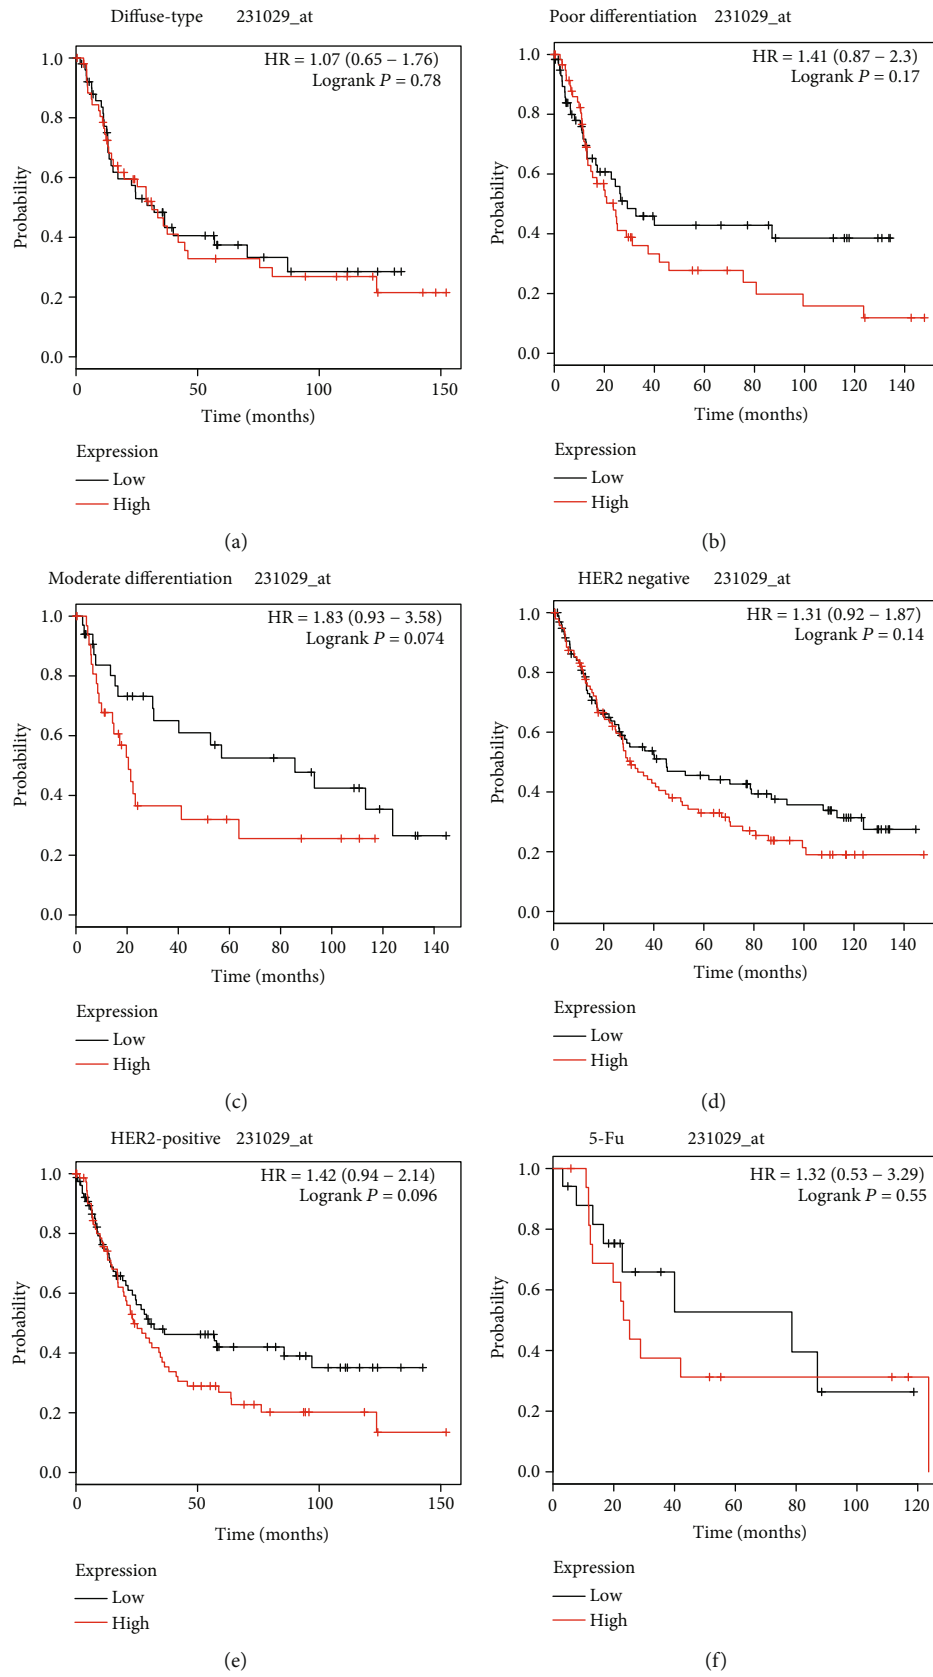 Diffuse-type 231029_at
HR = 1.07 (0.65 − 1.76)
Logrank P = 0.78
Probability
1.0
0.8
0.6
0.4
0.2
0.0
0 50 100 150
Time (months)
Expression
Low
High
(a)
Poor differentiation 231029_at
HR = 1.41 (0.87 − 2.3)
Logrank P = 0.17
Probability
1.0
0.8
0.6
0.4
0.2
0.0
0 20 40 60 80 100 120 140
Time (months)
Expression
Low
High
(b)
Moderate differentiation 231029_at
HR = 1.83 (0.93 − 3.58)
Logrank P = 0.074
Probability
1.0
0.8
0.6
0.4
0.2
0.0
0 20 40 60 80 100 120 140
Time (months)
Expression
Low
High
(c)
HER2 negative 231029_at
HR = 1.31 (0.92 − 1.87)
Logrank P = 0.14
Probability
1.0
0.8
0.6
0.4
0.2
0.0
0 20 40 60 80 100 120 140
Time (months)
Expression
Low
High
(d)
HER2-positive 231029_at
HR = 1.42 (0.94 − 2.14)
Logrank P = 0.096
Probability
1.0
0.8
0.6
0.4
0.2
0.0
0 50 100 150
Time (months)
Expression
Low
High
(e)
5-Fu 231029_at
HR = 1.32 (0.53 − 3.29)
Logrank P = 0.55
Probability
1.0
0.8
0.6
0.4
0.2
0.0
0 20 40 60 80 100 120
Time (months)
Expression
Low
High
(f)